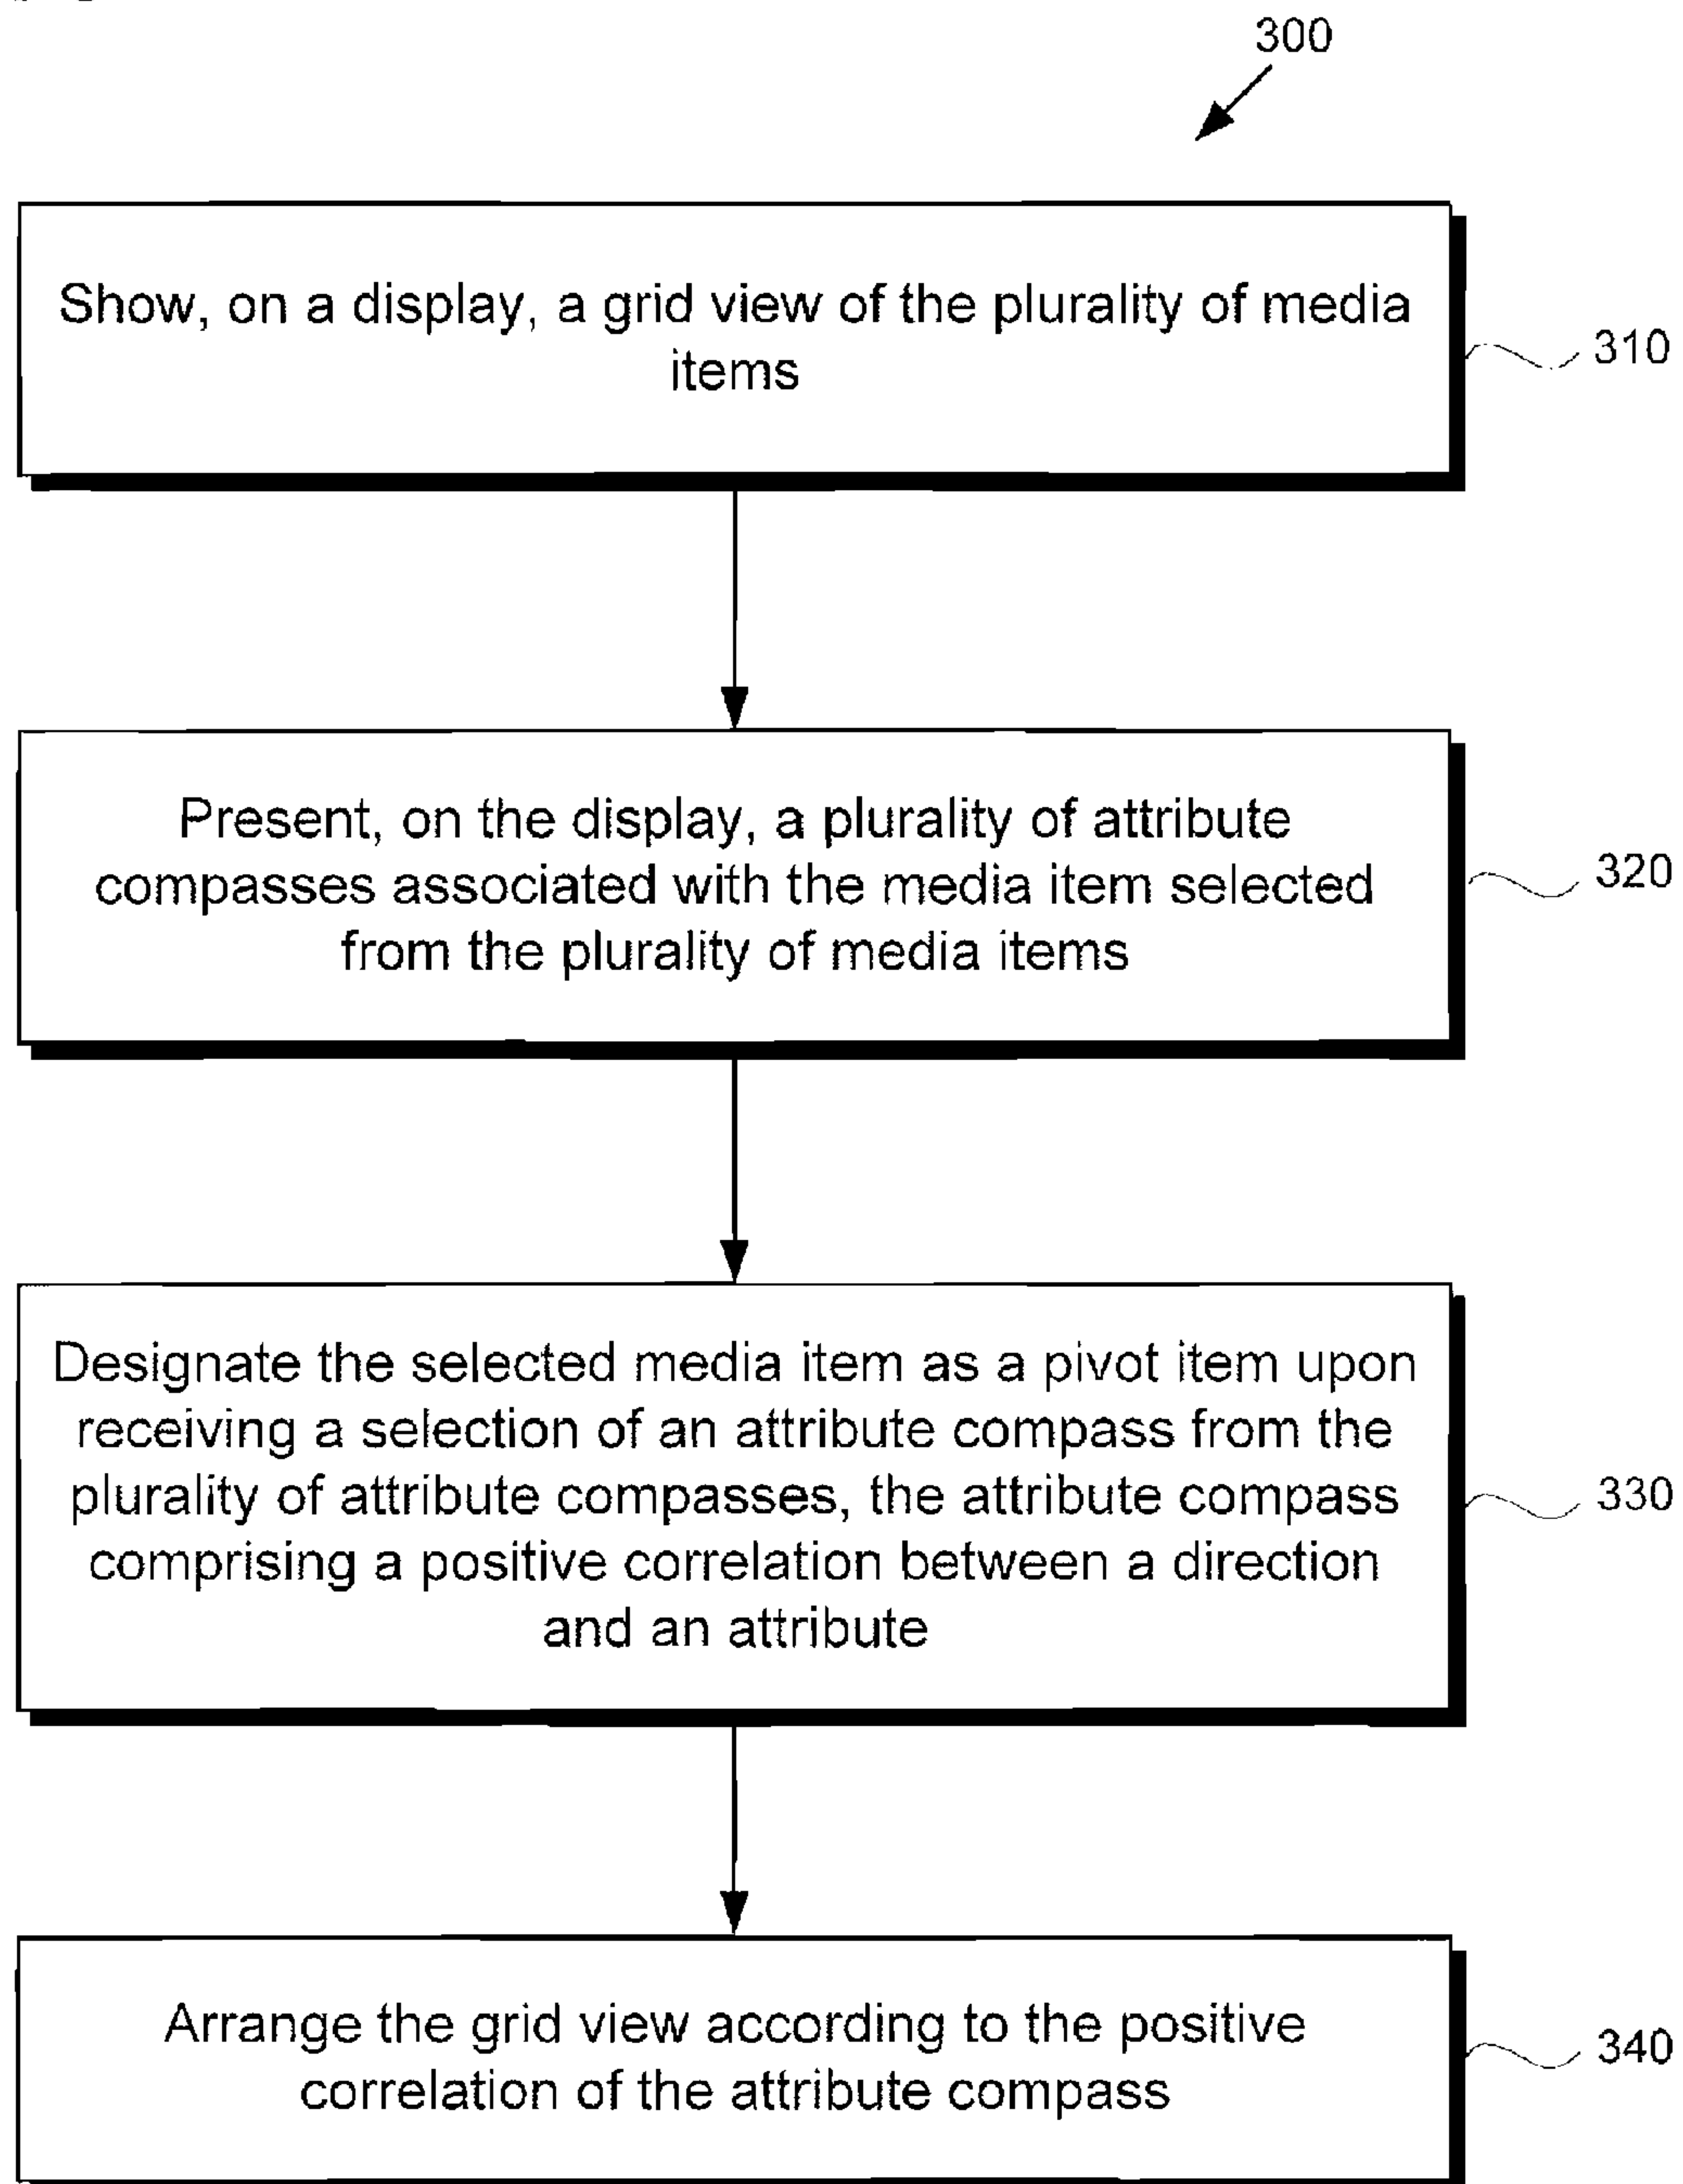 300
Show, on a display, a grid view of the plurality of media
items
310
Present, on the display, a plurality of attribute
compasses associated with the media item selected
from the plurality of media items
320
Designate the selected media item as a pivot item upon
receiving a selection of an attribute compass from the
plurality of attribute compasses, the attribute compass
comprising a positive correlation between a direction
and an attribute
330
Arrange the grid view according to the positive
correlation of the attribute compass
340